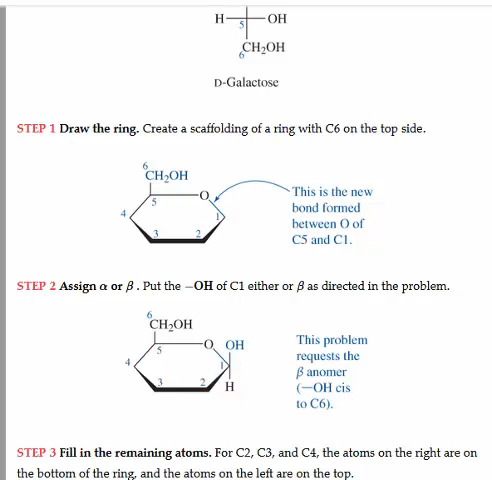 H
OH
5
6
CH₂OH
D-Galactose
STEP 1 Draw the ring. Create a scaffolding of a ring with C6 on the top side.
6
CH₂OH
5
O
4
1
3
2
This is the new
bond formed
between O of
C5 and C1.
STEP 2 Assign α or β . Put the –OH of C1 either or β as directed in the problem.
6
CH₂OH
5
O
OH
4
1
3
2
H
This problem
requests the
β anomer
(—OH cis
to C6).
STEP 3 Fill in the remaining atoms. For C2, C3, and C4, the atoms on the right are on
the bottom of the ring, and the atoms on the left are on the top.